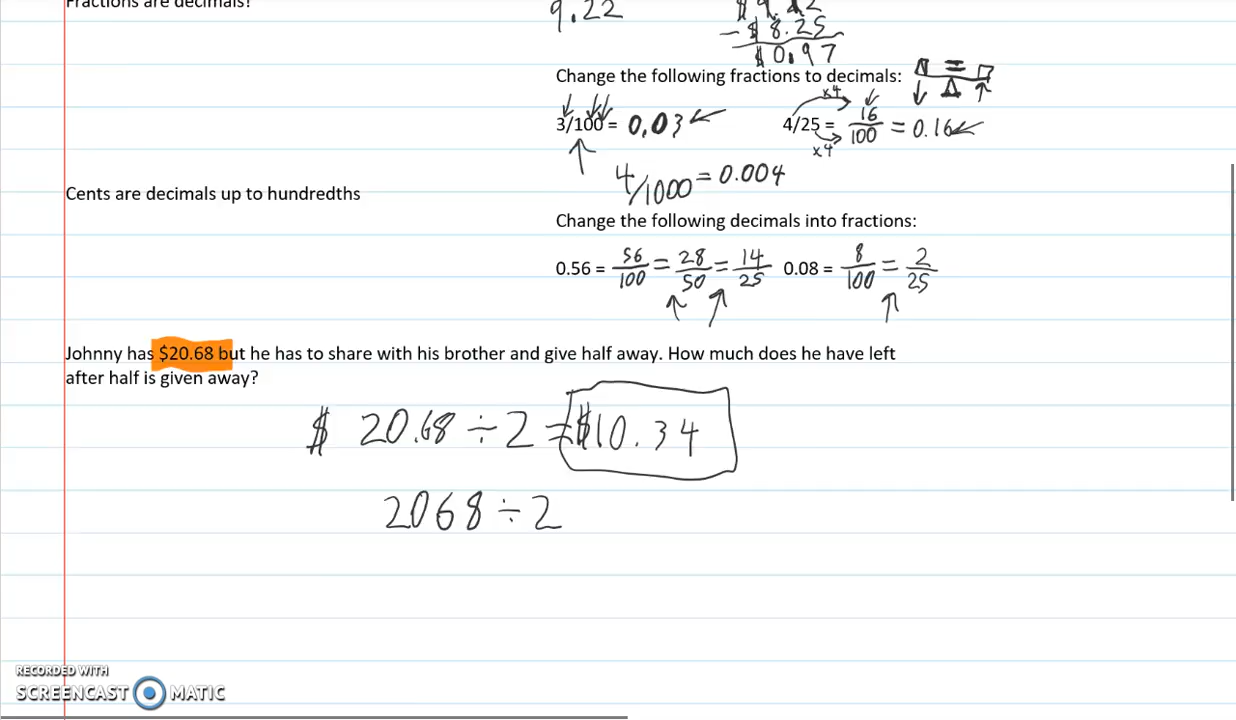 Fractions are decimals!
9.22
- $ 8.25
$0.97
Change the following fractions to decimals:
x4
3/100 = 0.03
4/25 = 16/100 = 0.16
x4
4/1000 = 0.004
Cents are decimals up to hundredths
Change the following decimals into fractions:
0.56 = 56/100 = 28/50 = 14/25 0.08 = 8/100 = 2/25
Johnny has $20.68 but he has to share with his brother and give half away. How much does he have left
after half is given away?
$ 20.68 ÷ 2 = $10.34
2068 ÷ 2
RECORDED WITH
SCREENCAST MATIC